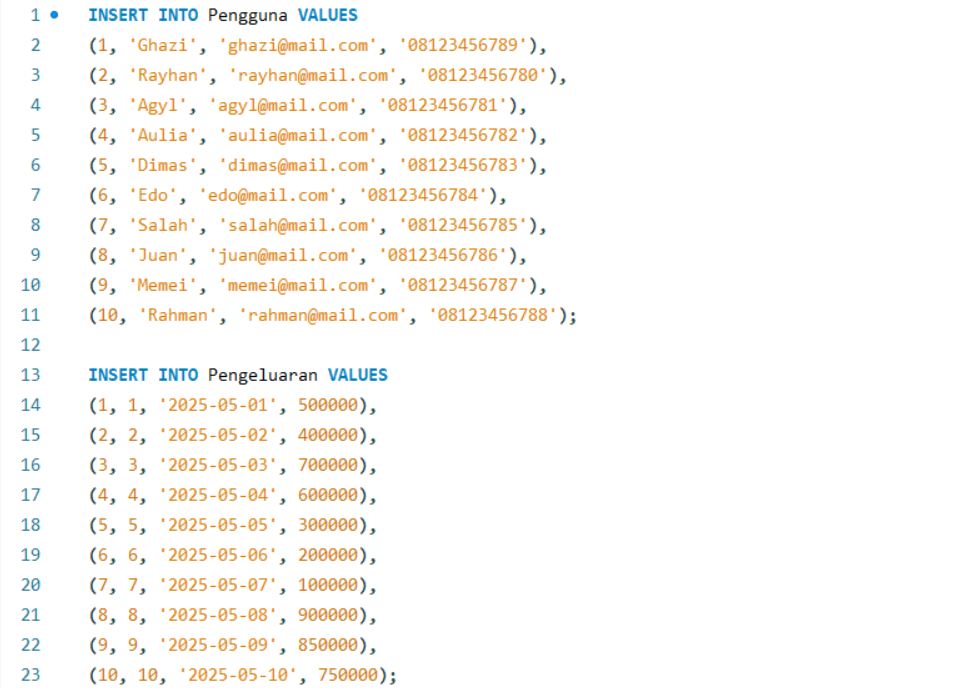 1 INSERT INTO Pengguna VALUES
2 (1, 'Ghazi', 'ghazi@mail.com', '08123456789'),
3 (2, 'Rayhan', 'rayhan@mail.com', '08123456780'),
4 (3, 'Agyl', 'agyl@mail.com', '08123456781'),
5 (4, 'Aulia', 'aulia@mail.com', '08123456782'),
6 (5, 'Dimas', 'dimas@mail.com', '08123456783'),
7 (6, 'Edo', 'edo@mail.com', '08123456784'),
8 (7, 'Salah', 'salah@mail.com', '08123456785'),
9 (8, 'Juan', 'juan@mail.com', '08123456786'),
10 (9, 'Memei', 'memei@mail.com', '08123456787'),
11 (10, 'Rahman', 'rahman@mail.com', '08123456788');
12
13 INSERT INTO Pengeluaran VALUES
14 (1, 1, '2025-05-01', 500000),
15 (2, 2, '2025-05-02', 400000),
16 (3, 3, '2025-05-03', 700000),
17 (4, 4, '2025-05-04', 600000),
18 (5, 5, '2025-05-05', 300000),
19 (6, 6, '2025-05-06', 200000),
20 (7, 7, '2025-05-07', 100000),
21 (8, 8, '2025-05-08', 900000),
22 (9, 9, '2025-05-09', 850000),
23 (10, 10, '2025-05-10', 750000);